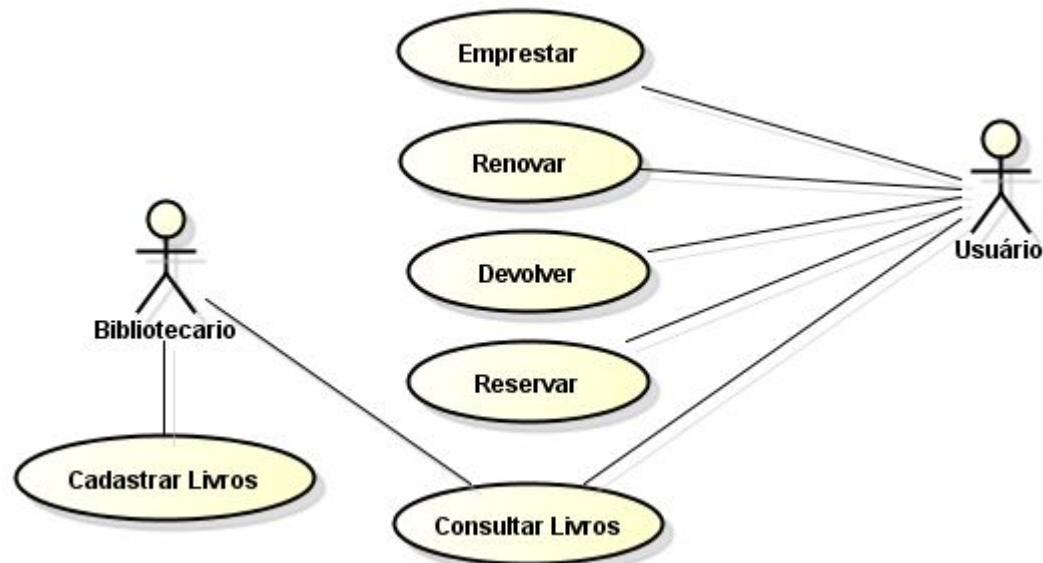 Emprestar
Renovar
Usuário
Devolver
Bibliotecario
Reservar
Cadastrar Livros
Consultar Livros